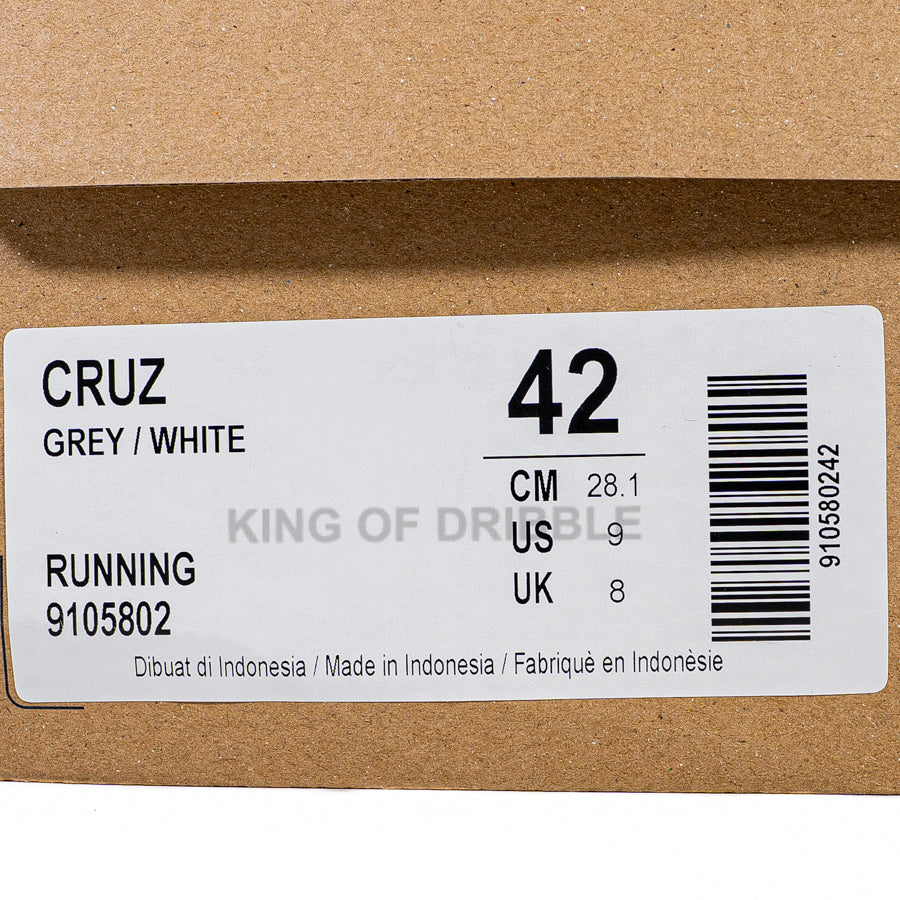 CRUZ
GREY / WHITE
RUNNING
9105802
42
CM 28.1
US 9
UK 8
KING OF DRIBBLE
910580242
Dibuat di Indonesia / Made in Indonesia / Fabriquè en Indonèsie